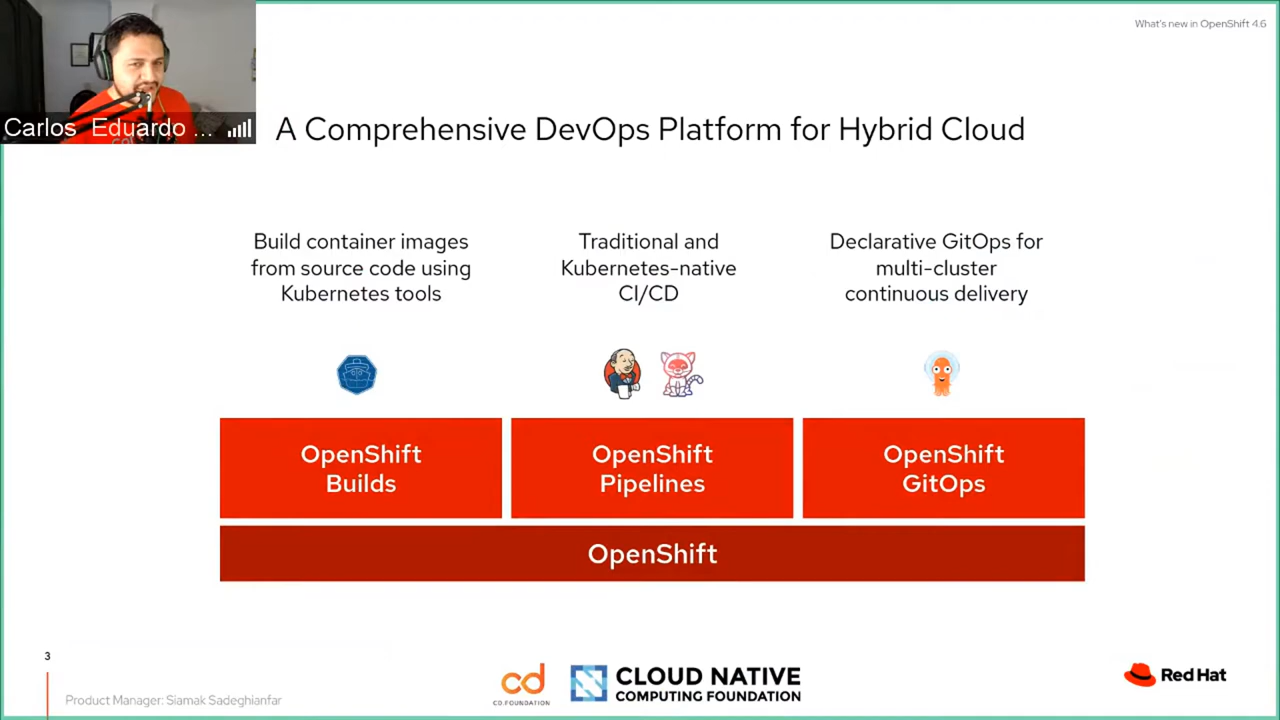 What's new in OpenShift 4.6
Carlos Eduardo ...
A Comprehensive DevOps Platform for Hybrid Cloud
Build container images
from source code using
Kubernetes tools
Traditional and
Kubernetes-native
CI/CD
Declarative GitOps for
multi-cluster
continuous delivery
OpenShift
Builds
OpenShift
Pipelines
OpenShift
GitOps
OpenShift
3
Product Manager: Siamak Sadeghianfar
cd
CD.FOUNDATION
CLOUD NATIVE
COMPUTING FOUNDATION
Red Hat